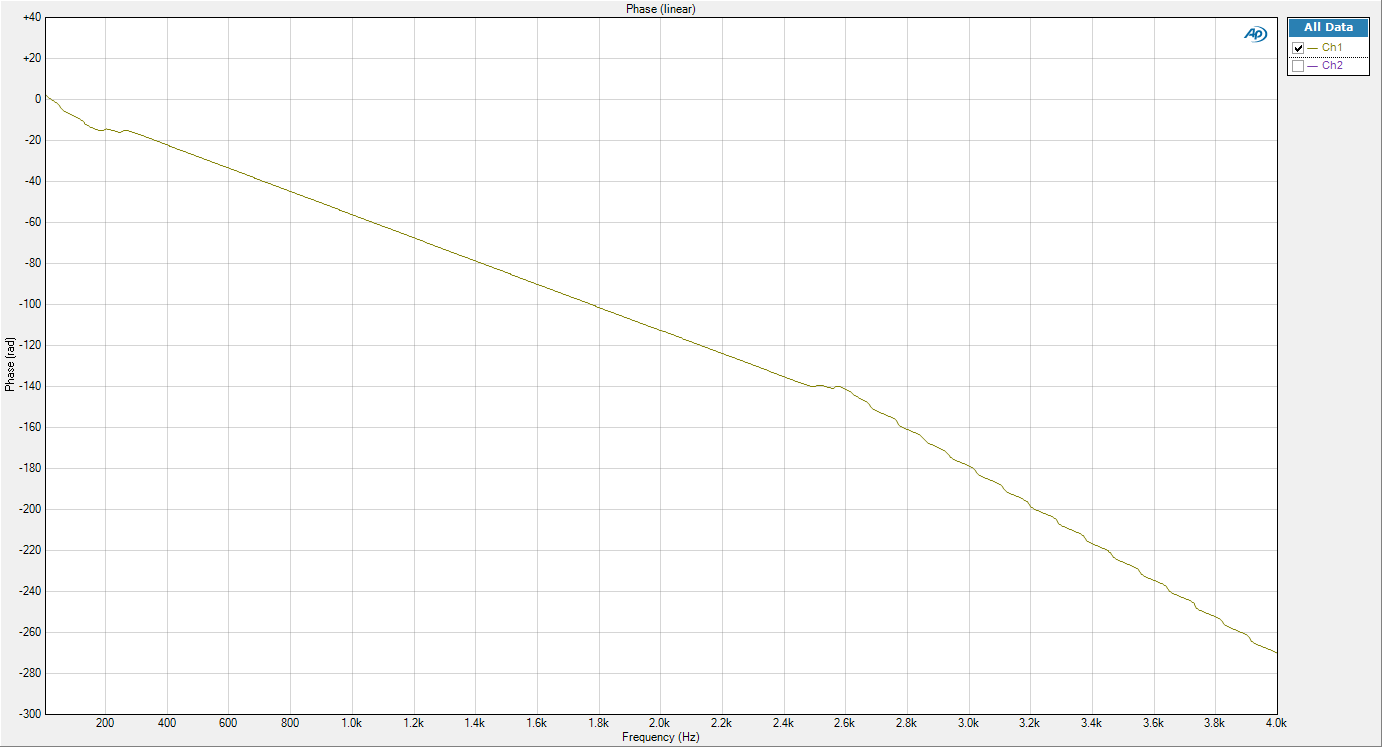 Phase (linear)
+40
+20
0
-20
-40
-60
-80
-100
-120
-140
-160
-180
-200
-220
-240
-260
-280
-300
Phase (rad)
200 400 600 800 1.0k 1.2k 1.4k 1.6k 1.8k 2.0k 2.2k 2.4k 2.6k 2.8k 3.0k 3.2k 3.4k 3.6k 3.8k 4.0k
Frequency (Hz)
AP
All Data
Ch1
Ch2